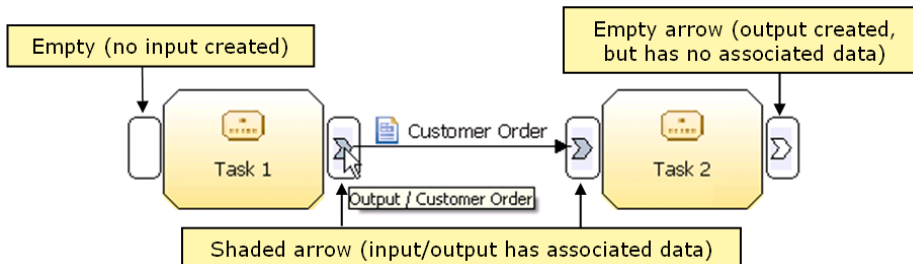 Empty (no input created)
Empty arrow (output created,
but has no associated data)
Customer Order
Task 1
Task 2
Output / Customer Order
Shaded arrow (input/output has associated data)